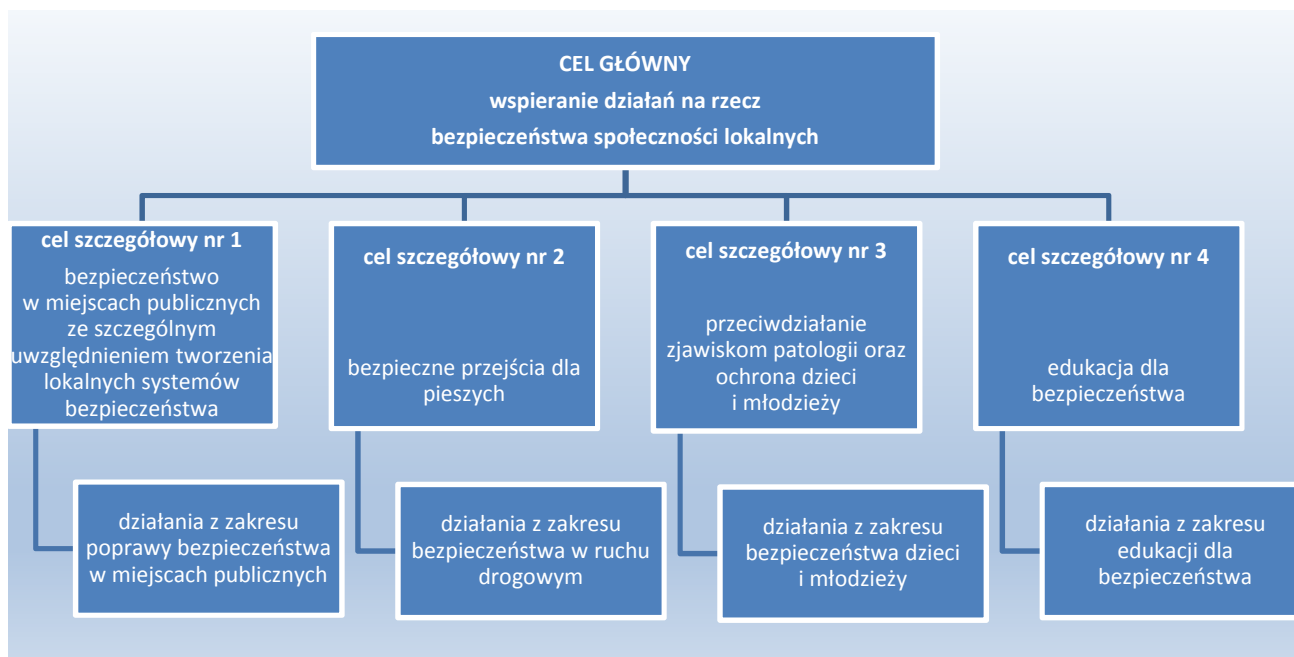 CEL GŁÓWNY
wspieranie działań na rzecz
bezpieczeństwa społeczności lokalnych
cel szczegółowy nr 1
bezpieczeństwo
w miejscach publicznych
ze szczególnym
uwzględnieniem tworzenia
lokalnych systemów
bezpieczeństwa
cel szczegółowy nr 2
bezpieczne przejścia dla
pieszych
cel szczegółowy nr 3
przeciwdziałanie
zjawiskom patologii oraz
ochrona dzieci
i młodzieży
cel szczegółowy nr 4
edukacja dla
bezpieczeństwa
działania z zakresu
poprawy bezpieczeństwa
w miejscach publicznych
działania z zakresu
bezpieczeństwa w ruchu
drogowym
działania z zakresu
bezpieczeństwa dzieci
i młodzieży
działania z zakresu
edukacji dla
bezpieczeństwa